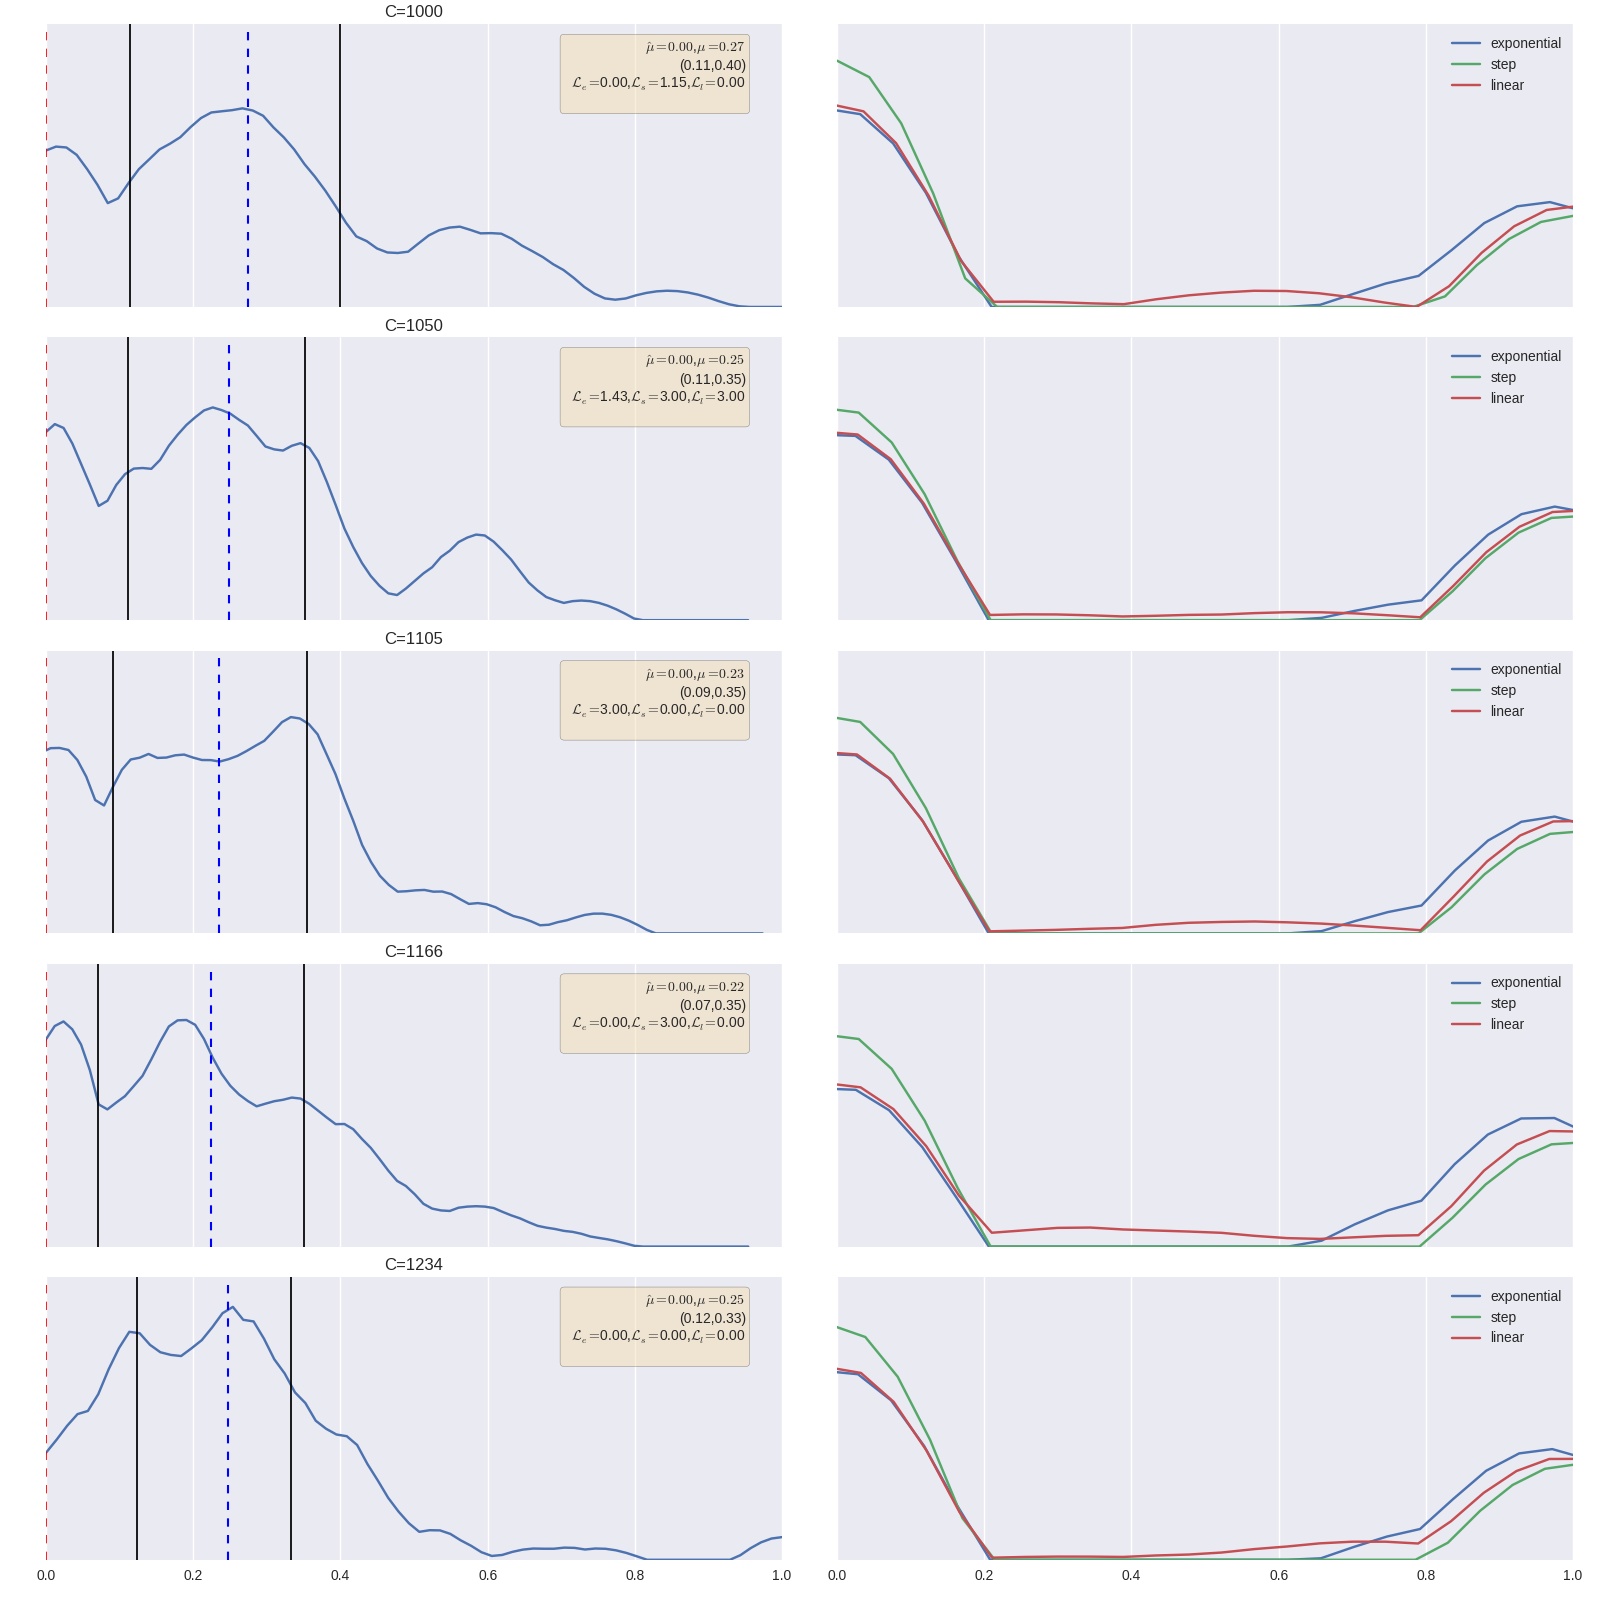 C=1000
μ̂=0.00,μ=0.27
(0.11,0.40)
ℒₑ=0.00,ℒₛ=1.15,ℒₗ=0.00
exponential
step
linear
C=1050
μ̂=0.00,μ=0.25
(0.11,0.35)
ℒₑ=1.43,ℒₛ=3.00,ℒₗ=3.00
exponential
step
linear
C=1105
μ̂=0.00,μ=0.23
(0.09,0.35)
ℒₑ=3.00,ℒₛ=0.00,ℒₗ=0.00
exponential
step
linear
C=1166
μ̂=0.00,μ=0.22
(0.07,0.35)
ℒₑ=0.00,ℒₛ=3.00,ℒₗ=0.00
exponential
step
linear
C=1234
μ̂=0.00,μ=0.25
(0.12,0.33)
ℒₑ=0.00,ℒₛ=0.00,ℒₗ=0.00
exponential
step
linear
0.0 0.2 0.4 0.6 0.8 1.0
0.0 0.2 0.4 0.6 0.8 1.0